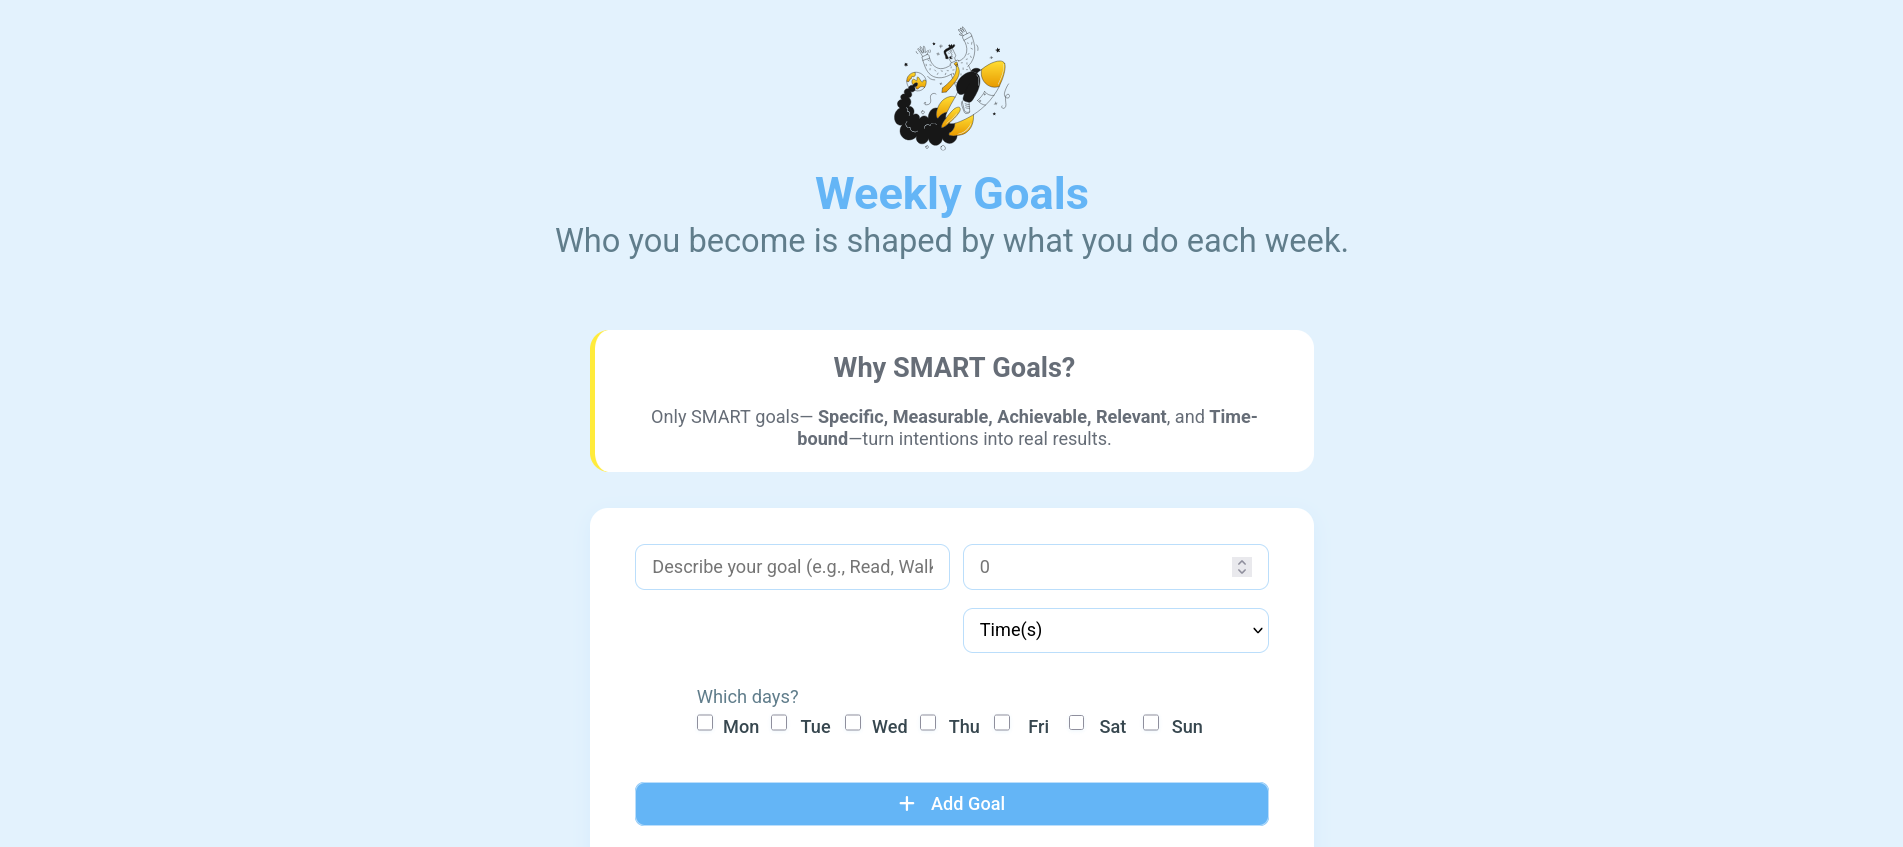 Weekly Goals
Who you become is shaped by what you do each week.
Why SMART Goals?
Only SMART goals— Specific, Measurable, Achievable, Relevant, and Time-
bound—turn intentions into real results.
Describe your goal (e.g., Read, Walk
0
Time(s)
Which days?
Mon Tue Wed Thu Fri Sat Sun
+ Add Goal